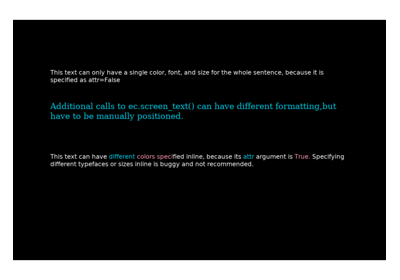 This text can only have a single color, font, and size for the whole sentence, because it is
specified as attr=False
Additional calls to ec.screen_text() can have different formatting,but
have to be manually positioned.
This text can have different colors specified inline, because its attr argument is True. Specifying
different typefaces or sizes inline is buggy and not recommended.